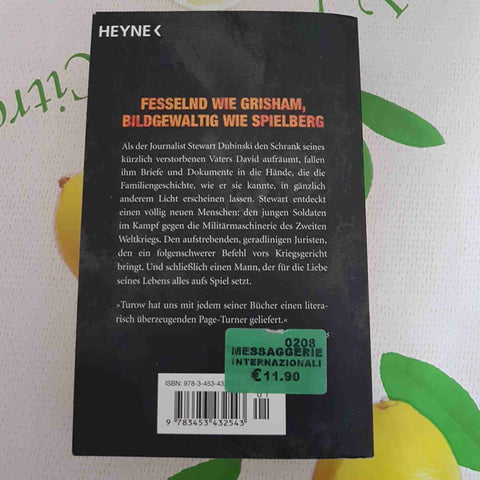 HEYNE<
FESSELND WIE GRISHAM,
BILDGEWALTIG WIE SPIELBERG
Als der Journalist Stewart Dubinski den Schrank seines
kürzlich verstorbenen Vaters David aufräumt, fallen
ihm Briefe und Dokumente in die Hände, die die
Familiengeschichte, wie er sie kannte, in gänzlich
anderem Licht erscheinen lassen. Stewart entdeckt
einen völlig neuen Menschen: den jungen Soldaten
im Kampf gegen die Militärmaschinerie des Zweiten
Weltkriegs. Den aufstrebenden, geradlinigen Juristen,
den ein folgenschwerer Befehl vors Kriegsgericht
bringt. Und schließlich einen Mann, der für die Liebe
seines Lebens alles aufs Spiel setzt.
»Turow hat uns mit jedem seiner Bücher einen litera-
risch überzeugenden Page-Turner geliefert.«
0208
MESSAGGERIE
INTERNAZIONALI
€11.90
ISBN: 978-3-453-43
01
9 783453 432543
Citro